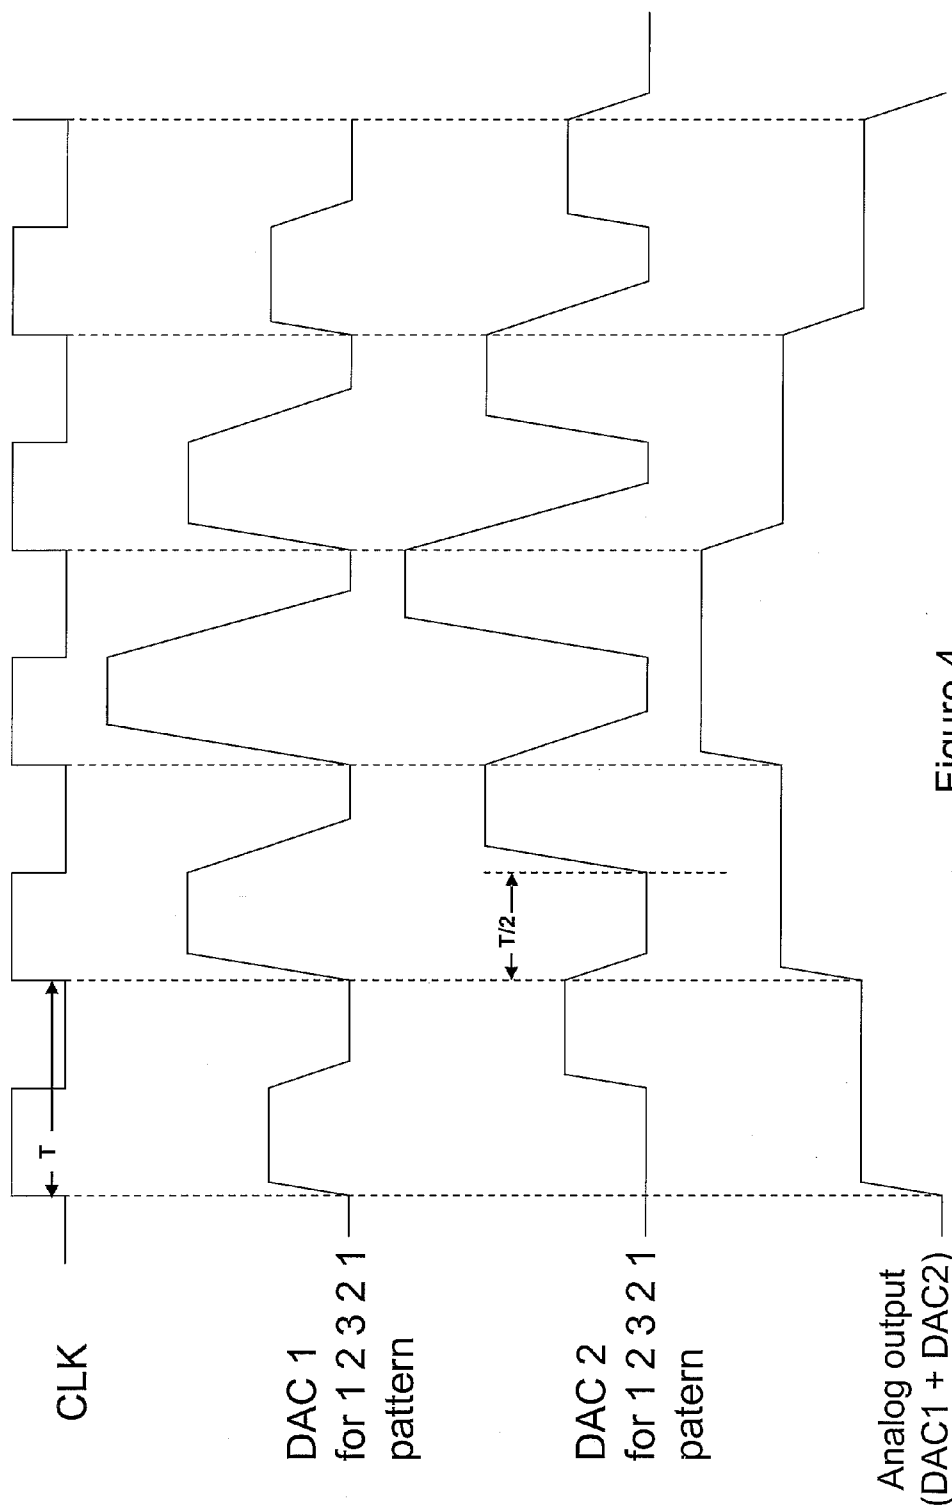 CLK
T
DAC 1
for 1 2 3 2 1
pattern
T/2
DAC 2
for 1 2 3 2 1
patern
Analog output
(DAC1 + DAC2)
Figure 4